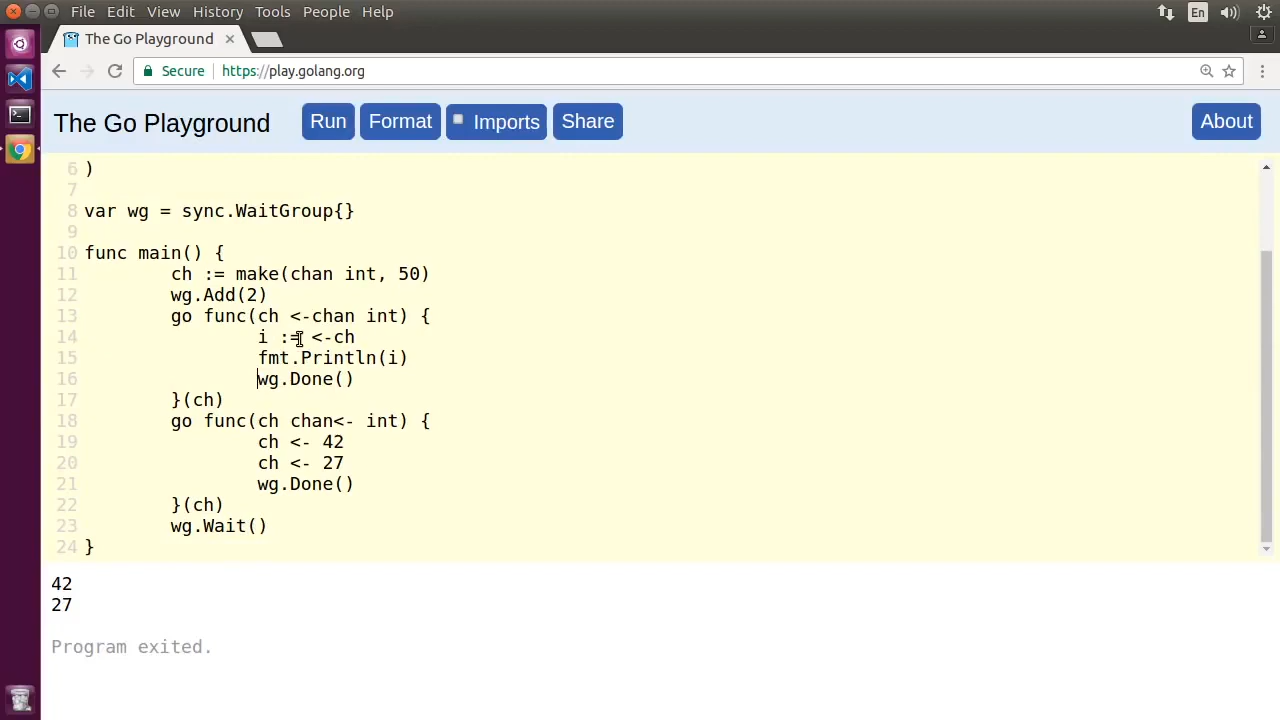 File Edit View History Tools People Help
En
The Go Playground
Secure https://play.golang.org
The Go Playground Run Format Imports Share About
6 )
7
8 var wg = sync.WaitGroup{}
9
10 func main() {
11 ch := make(chan int, 50)
12 wg.Add(2)
13 go func(ch <-chan int) {
14 i := <-ch
15 fmt.Println(i)
16 wg.Done()
17 }(ch)
18 go func(ch chan<- int) {
19 ch <- 42
20 ch <- 27
21 wg.Done()
22 }(ch)
23 wg.Wait()
24 }
42
27
Program exited.